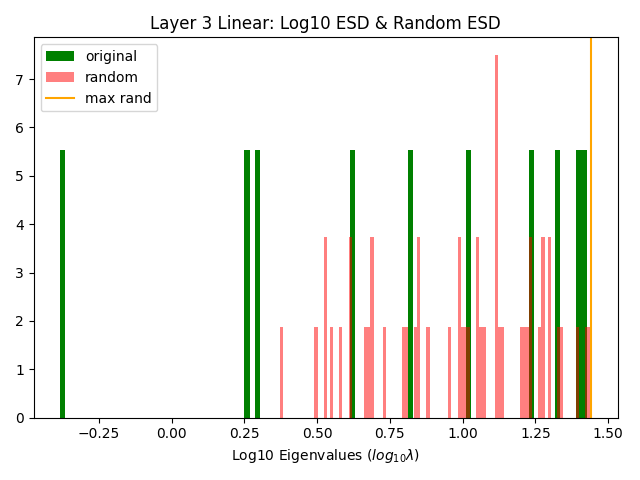 Layer 3 Linear: Log10 ESD & Random ESD
original
random
max rand
7
6
5
4
3
2
1
0
−0.25 0.00 0.25 0.50 0.75 1.00 1.25 1.50
Log10 Eigenvalues (log₁₀λ)